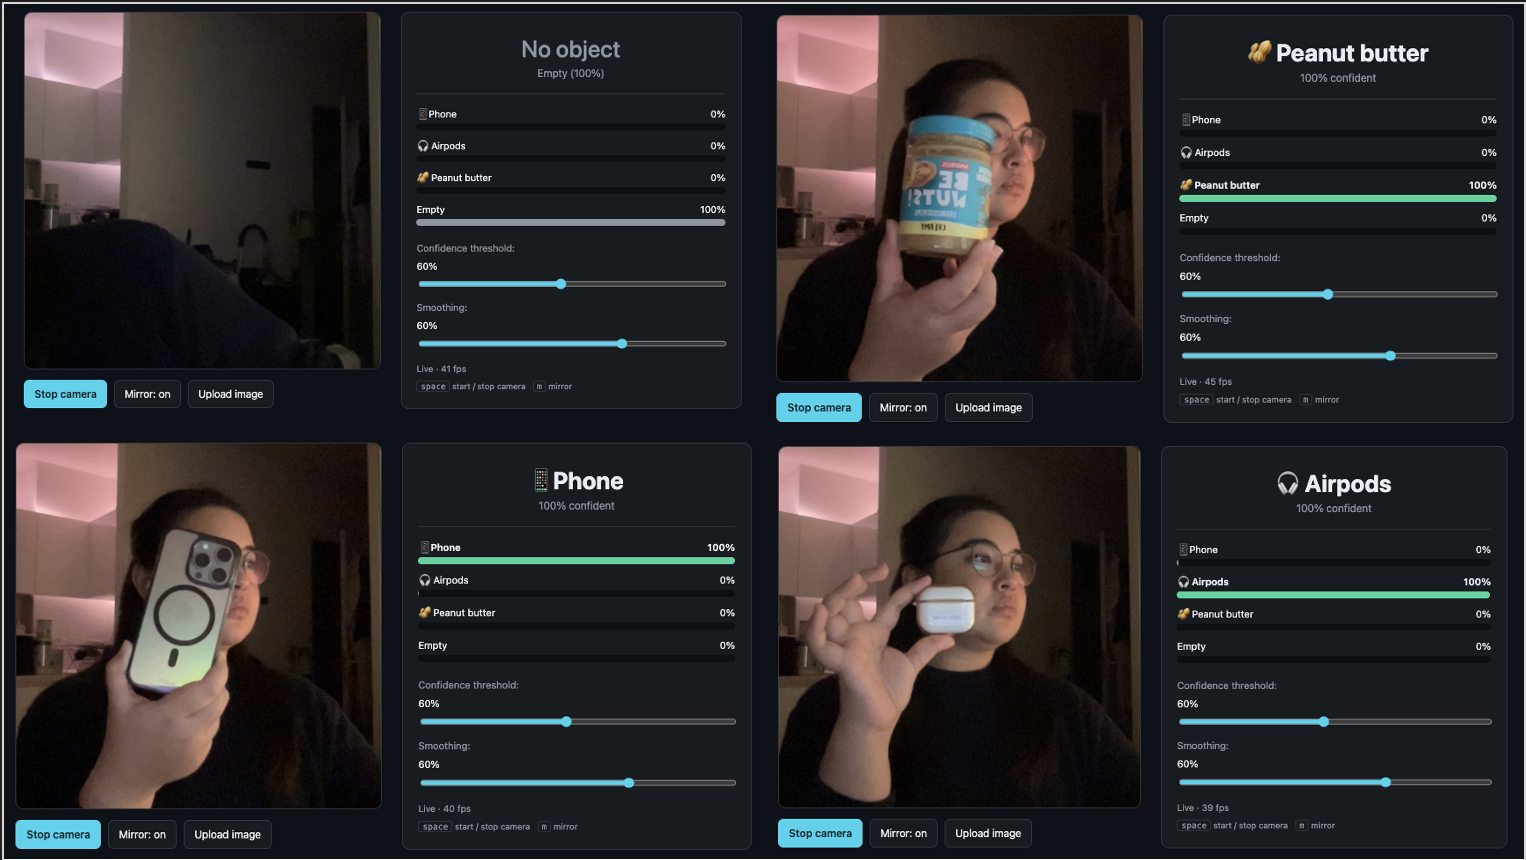 No object
Empty (100%)
Phone 0%
Airpods 0%
Peanut butter 0%
Empty 100%
Confidence threshold:
60%
Smoothing:
60%
Live · 41 fps
space start / stop camera m mirror
Stop camera Mirror: on Upload image
Peanut butter
100% confident
Phone 0%
Airpods 0%
Peanut butter 100%
Empty 0%
Confidence threshold:
60%
Smoothing:
60%
Live · 45 fps
space start / stop camera m mirror
ANDROS
BE
NUTS!
CREAMY
Stop camera Mirror: on Upload image
Phone
100% confident
Phone 100%
Airpods 0%
Peanut butter 0%
Empty 0%
Confidence threshold:
60%
Smoothing:
60%
Live · 40 fps
space start / stop camera m mirror
Stop camera Mirror: on Upload image
Airpods
100% confident
Phone 0%
Airpods 100%
Peanut butter 0%
Empty 0%
Confidence threshold:
60%
Smoothing:
60%
Live · 39 fps
space start / stop camera m mirror
Stop camera Mirror: on Upload image